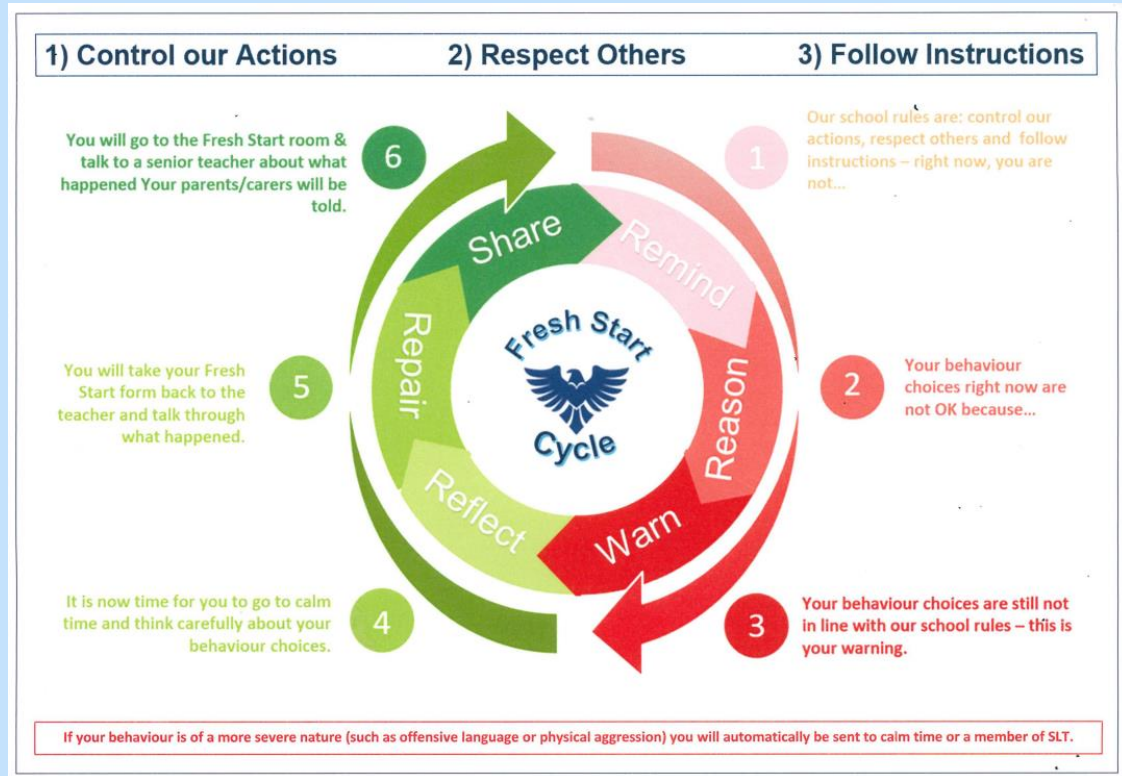 1) Control our Actions 2) Respect Others 3) Follow Instructions
1
Our school rules are: control our
actions, respect others and follow
instructions – right now, you are
not...
2
Your behaviour
choices right now are
not OK because...
3
Your behaviour choices are still not
in line with our school rules – this is
your warning.
4
It is now time for you to go to calm
time and think carefully about your
behaviour choices.
5
You will take your Fresh
Start form back to the
teacher and talk through
what happened.
6
You will go to the Fresh Start room &
talk to a senior teacher about what
happened Your parents/carers will be
told.
Remind
Reason
Warn
Reflect
Repair
Share
Fresh Start
Cycle
If your behaviour is of a more severe nature (such as offensive language or physical aggression) you will automatically be sent to calm time or a member of SLT.